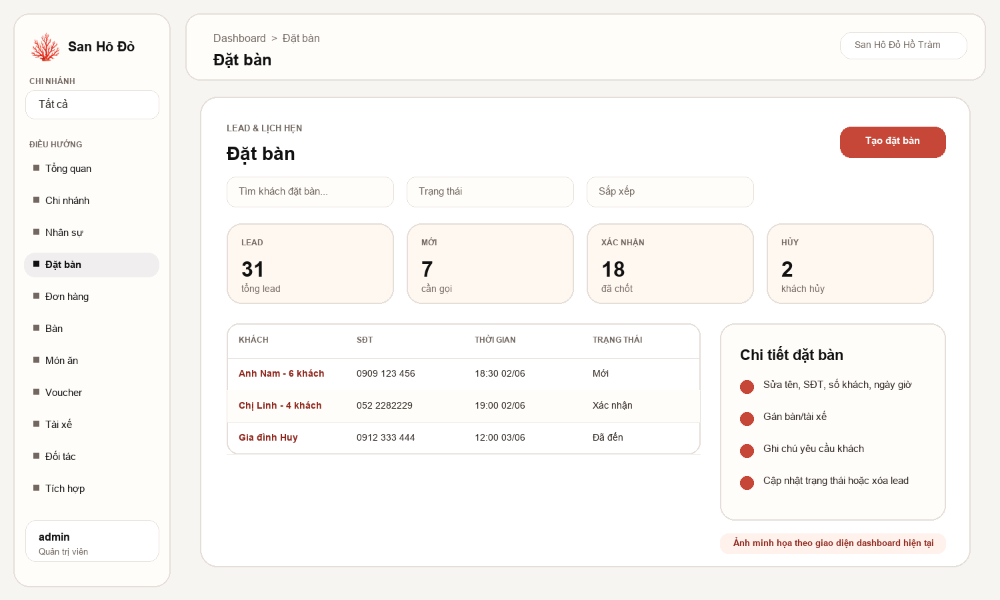 San Hô Đỏ
CHI NHÁNH
Tất cả
ĐIỀU HƯỚNG
Tổng quan
Chi nhánh
Nhân sự
Đặt bàn
Đơn hàng
Bàn
Món ăn
Voucher
Tài xế
Đối tác
Tích hợp
admin
Quản trị viên
Dashboard > Đặt bàn
Đặt bàn
San Hô Đỏ Hồ Tràm
LEAD & LỊCH HẸN
Đặt bàn
Tạo đặt bàn
Tìm khách đặt bàn... Trạng thái Sắp xếp
LEAD
31
tổng lead
MỚI
7
cần gọi
XÁC NHẬN
18
đã chốt
HỦY
2
khách hủy
KHÁCH SĐT THỜI GIAN TRẠNG THÁI
Anh Nam - 6 khách 0909 123 456 18:30 02/06 Mới
Chị Linh - 4 khách 052 2282229 19:00 02/06 Xác nhận
Gia đình Huy 0912 333 444 12:00 03/06 Đã đến
Chi tiết đặt bàn
Sửa tên, SĐT, số khách, ngày giờ
Gán bàn/tài xế
Ghi chú yêu cầu khách
Cập nhật trạng thái hoặc xóa lead
Ảnh minh họa theo giao diện dashboard hiện tại